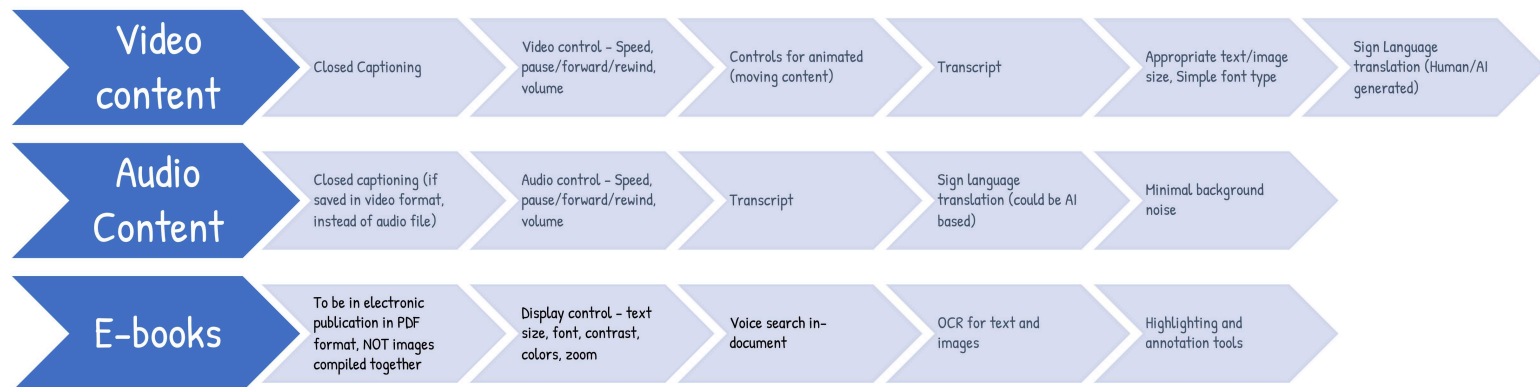 Video
content
Closed Captioning
Video control – Speed,
pause/forward/rewind,
volume
Controls for animated
(moving content)
Transcript
Appropriate text/image
size, Simple font type
Sign Language
translation (Human/AI
generated)
Audio
Content
Closed captioning (if
saved in video format,
instead of audio file)
Audio control – Speed,
pause/forward/rewind,
volume
Transcript
Sign language
translation (could be AI
based)
Minimal background
noise
E-books
To be in electronic
publication in PDF
format, NOT images
compiled together
Display control – text
size, font, contrast,
colors, zoom
Voice search in-
document
OCR for text and
images
Highlighting and
annotation tools